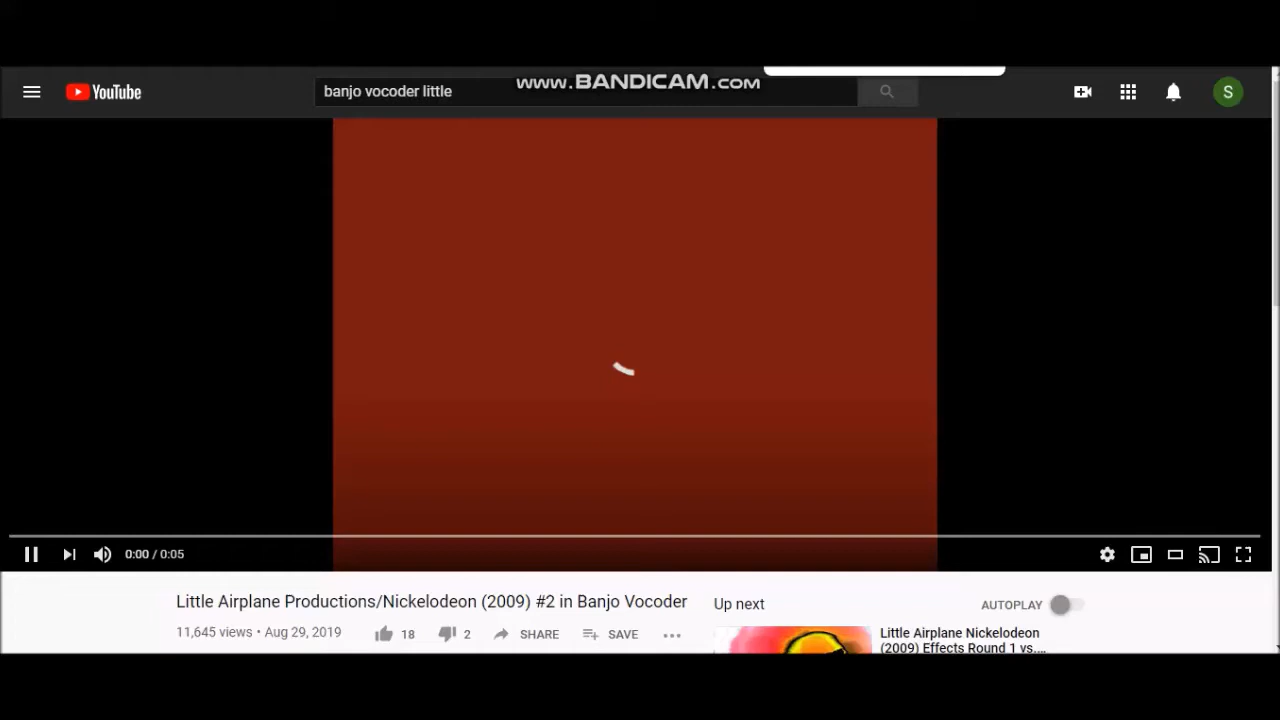 www.BANDICAM.com
YouTube
banjo vocoder little
S
0:00 / 0:05
Little Airplane Productions/Nickelodeon (2009) #2 in Banjo Vocoder
11,645 views • Aug 29, 2019
18
2
SHARE
SAVE
Up next
AUTOPLAY
Little Airplane Nickelodeon
(2009) Effects Round 1 vs....